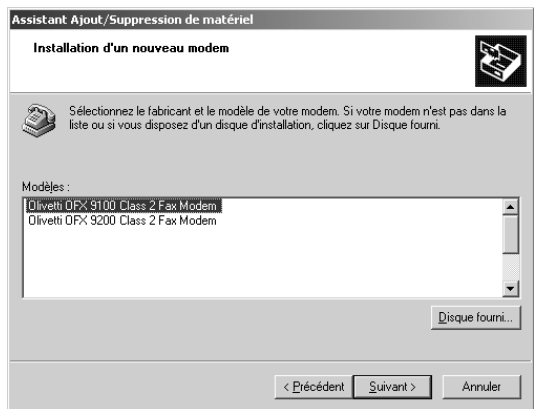 Assistant Ajout/Suppression de matériel
Installation d'un nouveau modem
Sélectionnez le fabricant et le modèle de votre modem. Si votre modem n'est pas dans la
liste ou si vous disposez d'un disque d'installation, cliquez sur Disque fourni.
Modèles :
Olivetti OFX 9100 Class 2 Fax Modem
Olivetti OFX 9200 Class 2 Fax Modem
Disque fourni...
< Précédent Suivant > Annuler